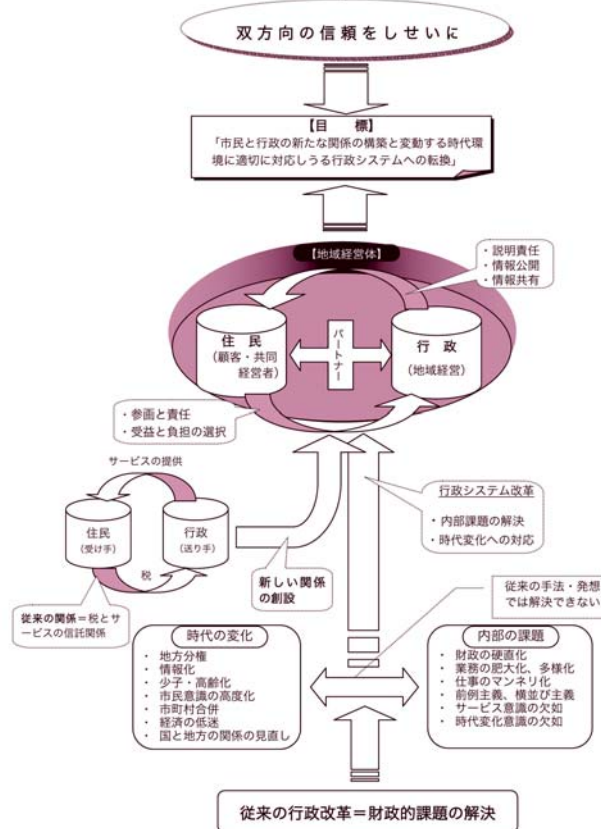 双方向の信頼をしせいに
【目　標】
「市民と行政の新たな関係の構築と変動する時代環
境に適切に対応しうる行政システムへの転換」
【地域経営体】
・説明責任
・情報公開
・情報共有
住　民
（顧客・共同
経営者）
パートナー
行　政
（地域経営）
・参画と責任
・受益と負担の選択
サービスの提供
住民
（受け手）
行政
（送り手）
税
行政システム改革
・内部課題の解決
・時代変化への対応
新しい関係
の創設
従来の関係＝税とサ
ービスの信託関係
従来の手法・発想
では解決できない
時代の変化
・地方分権
・情報化
・少子・高齢化
・市民意識の高度化
・市町村合併
・経済の低迷
・国と地方の関係の見直し
内部の課題
・財政の硬直化
・業務の肥大化、多様化
・仕事のマンネリ化
・前例主義、横並び主義
・サービス意識の欠如
・時代変化意識の欠如
従来の行政改革＝財政的課題の解決